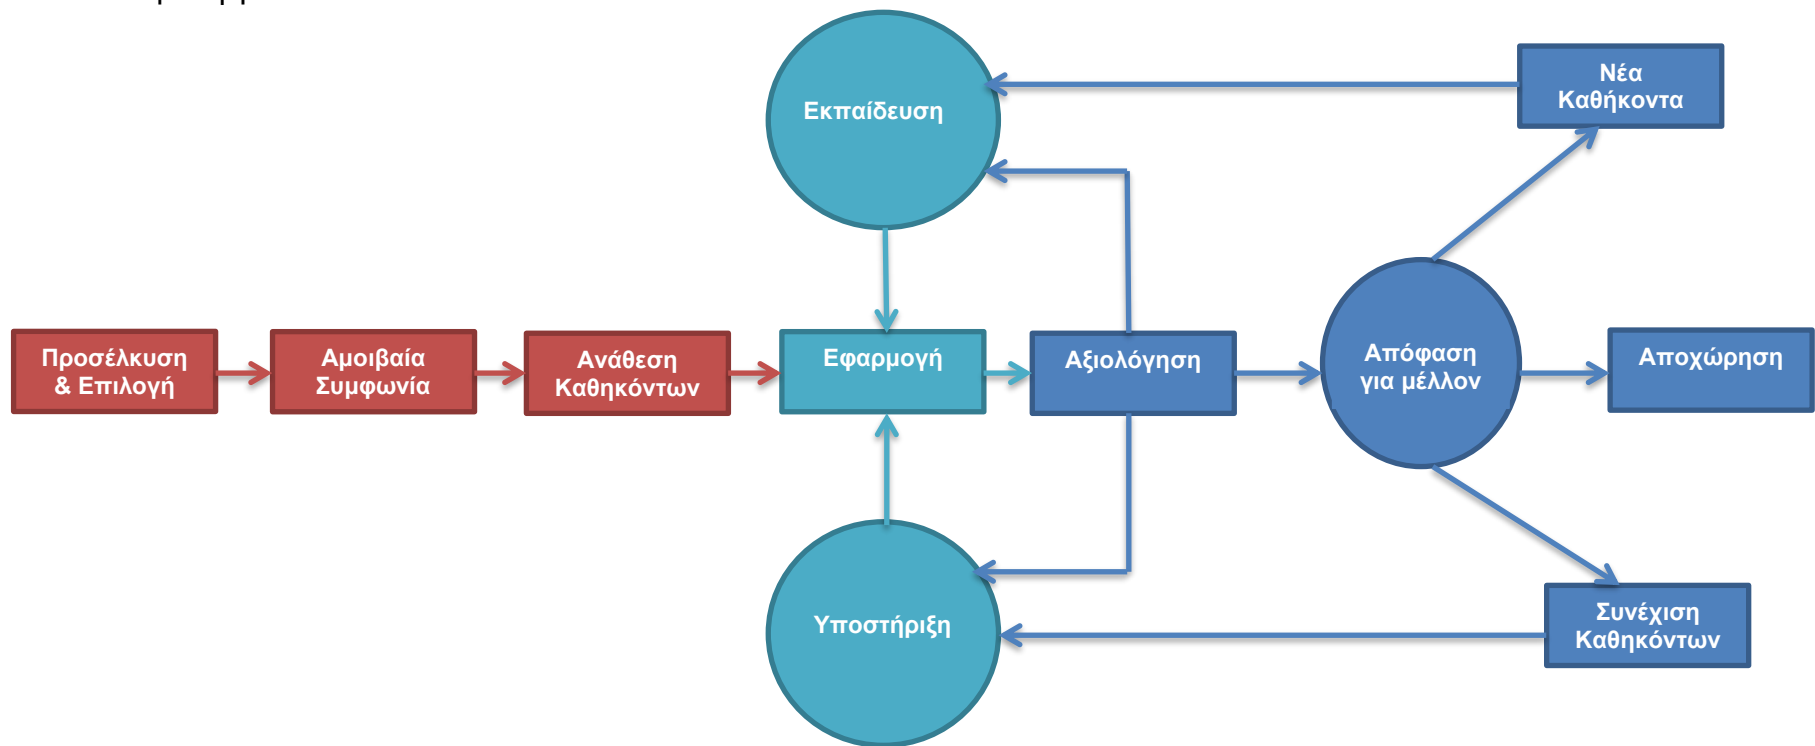 Εκπαίδευση
Νέα
Καθήκοντα
Προσέλκυση
& Επιλογή
Αμοιβαία
Συμφωνία
Ανάθεση
Καθηκόντων
Εφαρμογή
Αξιολόγηση
Απόφαση
για μέλλον
Αποχώρηση
Υποστήριξη
Συνέχιση
Καθηκόντων